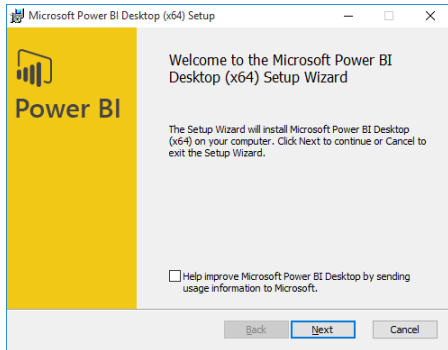 Microsoft Power BI Desktop (x64) Setup
Power BI
Welcome to the Microsoft Power BI
Desktop (x64) Setup Wizard
The Setup Wizard will install Microsoft Power BI Desktop
(x64) on your computer. Click Next to continue or Cancel to
exit the Setup Wizard.
Help improve Microsoft Power BI Desktop by sending
usage information to Microsoft.
Back Next Cancel